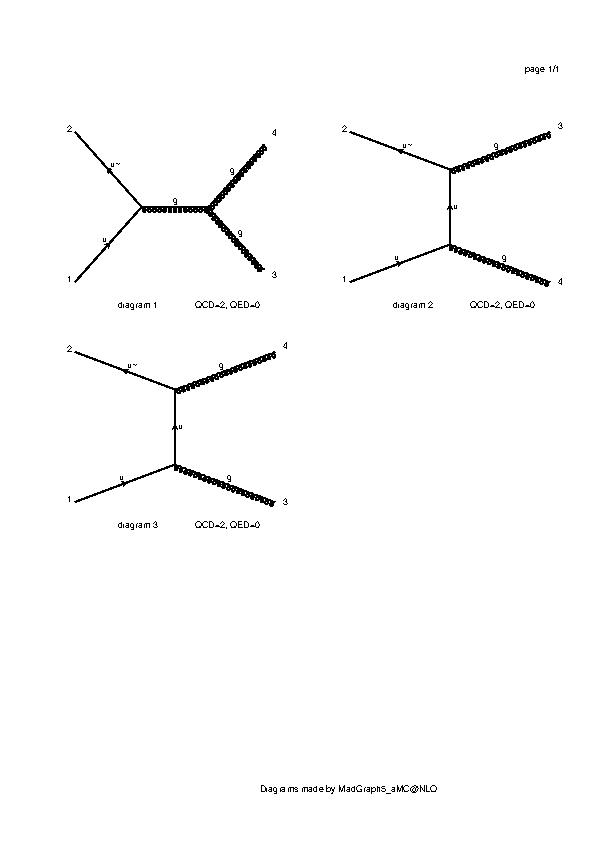 page 1/1
2
u~
g
g
g
u
1
4
3
diagram 1 QCD=2, QED=0
2
u~
g
3
u
u
g
1
4
diagram 2 QCD=2, QED=0
2
u~
g
4
u
u
g
1
3
diagram 3 QCD=2, QED=0
Diagrams made by MadGraph5_aMC@NLO